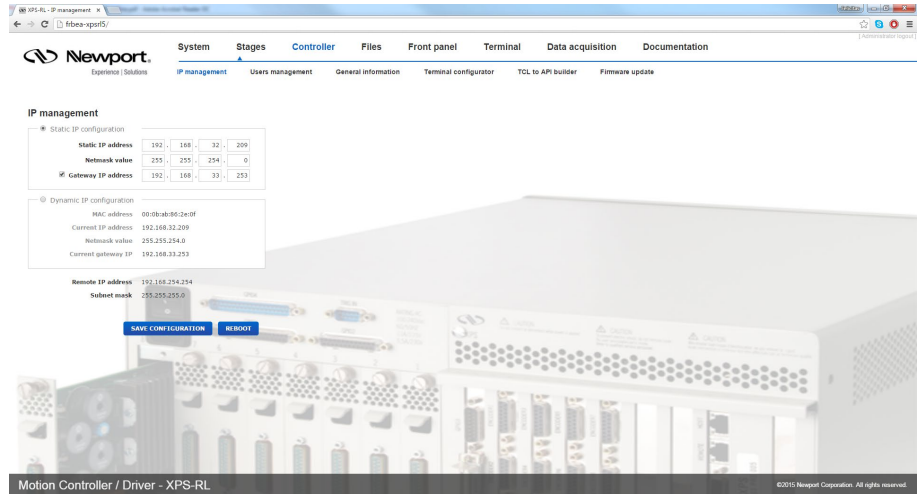 XPS-RL - IP management
frbea-xpsrl5/
[ Administrator logout ]
Newport.
Experience | Solutions
System Stages Controller Files Front panel Terminal Data acquisition Documentation
IP management Users management General information Terminal configurator TCL to API builder Firmware update
IP management
Static IP configuration
Static IP address 192 . 168 . 32 . 209
Netmask value 255 . 255 . 254 . 0
Gateway IP address 192 . 168 . 33 . 253
Dynamic IP configuration
MAC address 00:0b:ab:86:2e:0f
Current IP address 192.168.32.209
Netmask value 255.255.254.0
Current gateway IP 192.168.33.253
Remote IP address 192.168.254.254
Subnet mask 255.255.255.0
SAVE CONFIGURATION REBOOT
CAUTION
CAUTION
CAUTION
Motion Controller / Driver - XPS-RL
©2015 Newport Corporation. All rights reserved.